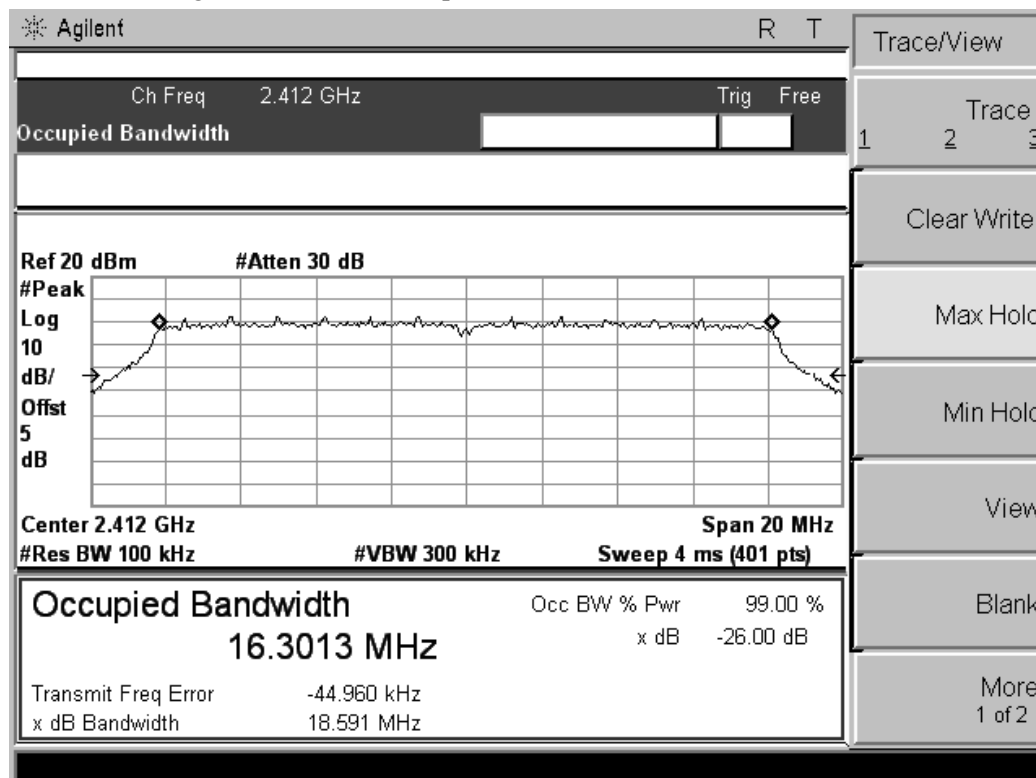 Agilent R T
Trace/View
Ch Freq 2.412 GHz Trig Free
Occupied Bandwidth
Trace
1 2 3
Clear Write
Ref 20 dBm #Atten 30 dB
#Peak
Log
10
dB/
Offst
5
dB
Max Hold
Min Hold
View
Center 2.412 GHz Span 20 MHz
#Res BW 100 kHz #VBW 300 kHz Sweep 4 ms (401 pts)
Occupied Bandwidth
16.3013 MHz
Occ BW % Pwr 99.00 %
x dB -26.00 dB
Transmit Freq Error -44.960 kHz
x dB Bandwidth 18.591 MHz
Blank
More
1 of 2